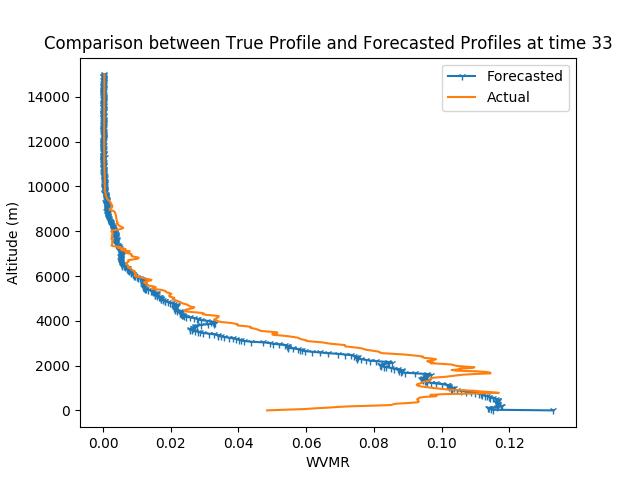 Comparison between True Profile and Forecasted Profiles at time 33
Forecasted
Actual
14000
12000
10000
8000
6000
4000
2000
0
Altitude (m)
0.00 0.02 0.04 0.06 0.08 0.10 0.12
WVMR